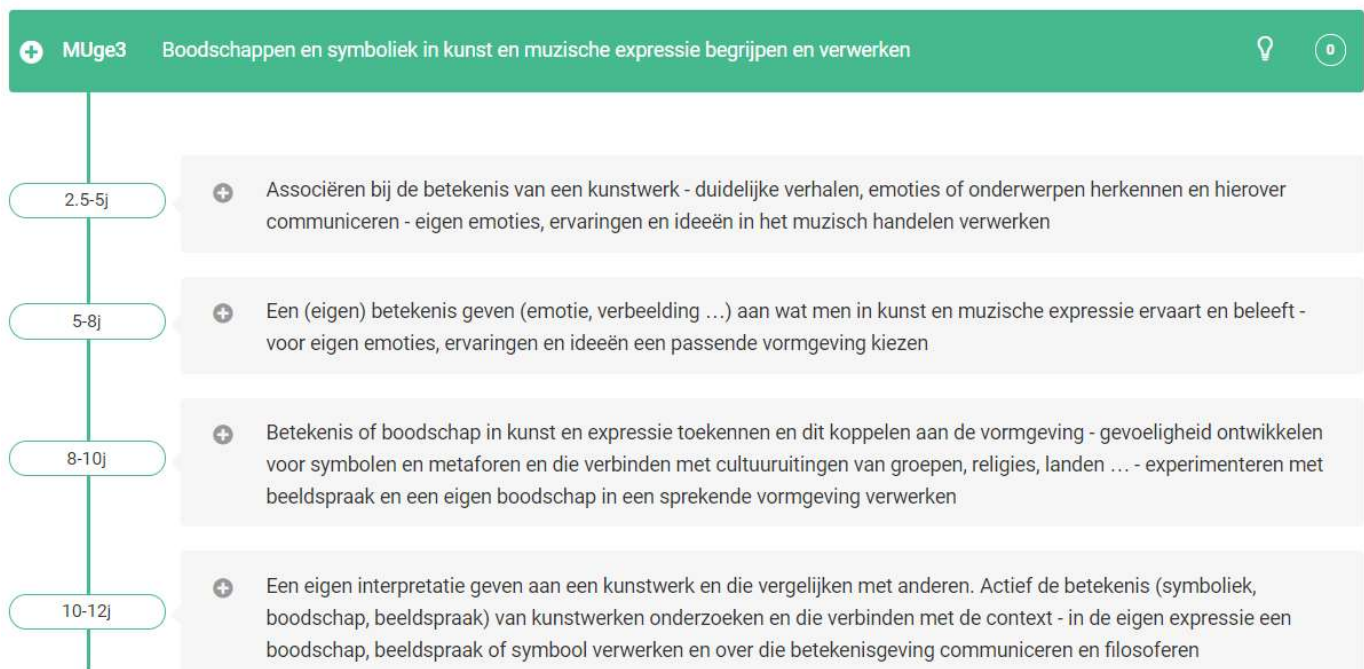 MUge3 Boodschappen en symboliek in kunst en muzische expressie begrijpen en verwerken 0
2.5-5j
Associëren bij de betekenis van een kunstwerk - duidelijke verhalen, emoties of onderwerpen herkennen en hierover
communiceren - eigen emoties, ervaringen en ideeën in het muzisch handelen verwerken
5-8j
Een (eigen) betekenis geven (emotie, verbeelding …) aan wat men in kunst en muzische expressie ervaart en beleeft -
voor eigen emoties, ervaringen en ideeën een passende vormgeving kiezen
8-10j
Betekenis of boodschap in kunst en expressie toekennen en dit koppelen aan de vormgeving - gevoeligheid ontwikkelen
voor symbolen en metaforen en die verbinden met cultuuruitingen van groepen, religies, landen … - experimenteren met
beeldspraak en een eigen boodschap in een sprekende vormgeving verwerken
10-12j
Een eigen interpretatie geven aan een kunstwerk en die vergelijken met anderen. Actief de betekenis (symboliek,
boodschap, beeldspraak) van kunstwerken onderzoeken en die verbinden met de context - in de eigen expressie een
boodschap, beeldspraak of symbool verwerken en over die betekenisgeving communiceren en filosoferen